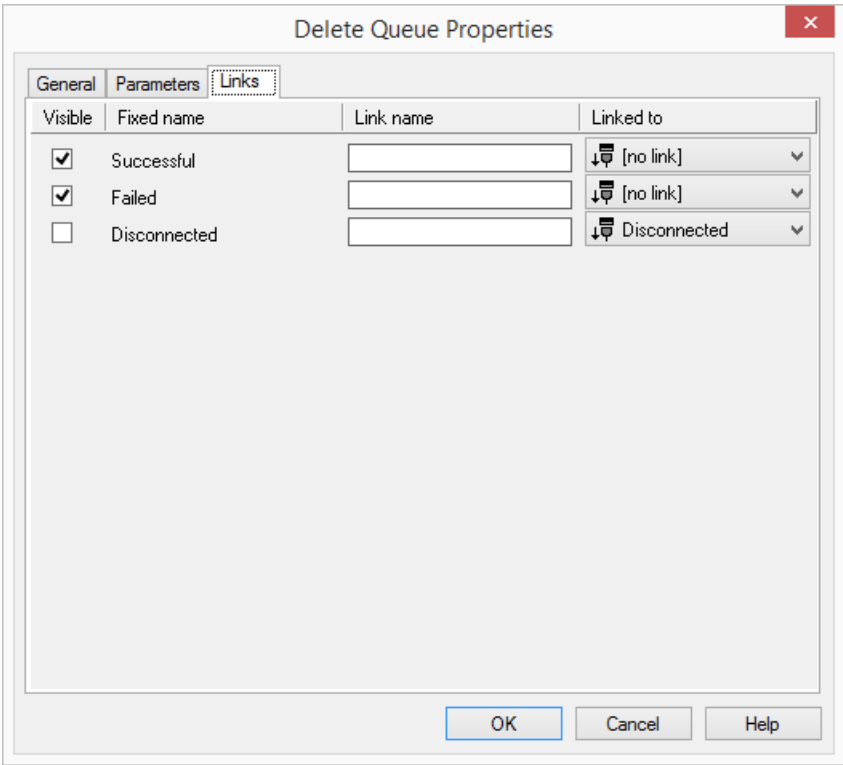 Delete Queue Properties
General Parameters Links
Visible Fixed name Link name Linked to
Successful [no link]
Failed [no link]
Disconnected Disconnected
OK Cancel Help